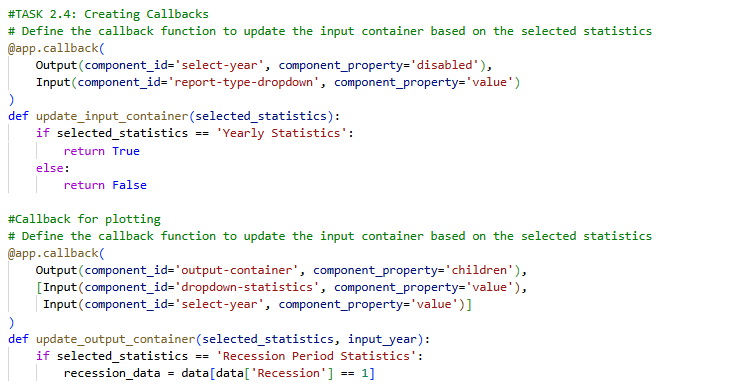 #TASK 2.4: Creating Callbacks
# Define the callback function to update the input container based on the selected statistics
@app.callback(
    Output(component_id='select-year', component_property='disabled'),
    Input(component_id='report-type-dropdown', component_property='value')
)
def update_input_container(selected_statistics):
    if selected_statistics == 'Yearly Statistics':
        return True
    else:
        return False

#Callback for plotting
# Define the callback function to update the input container based on the selected statistics
@app.callback(
    Output(component_id='output-container', component_property='children'),
    [Input(component_id='dropdown-statistics', component_property='value'),
     Input(component_id='select-year', component_property='value')]
)
def update_output_container(selected_statistics, input_year):
    if selected_statistics == 'Recession Period Statistics':
        recession_data = data[data['Recession'] == 1]